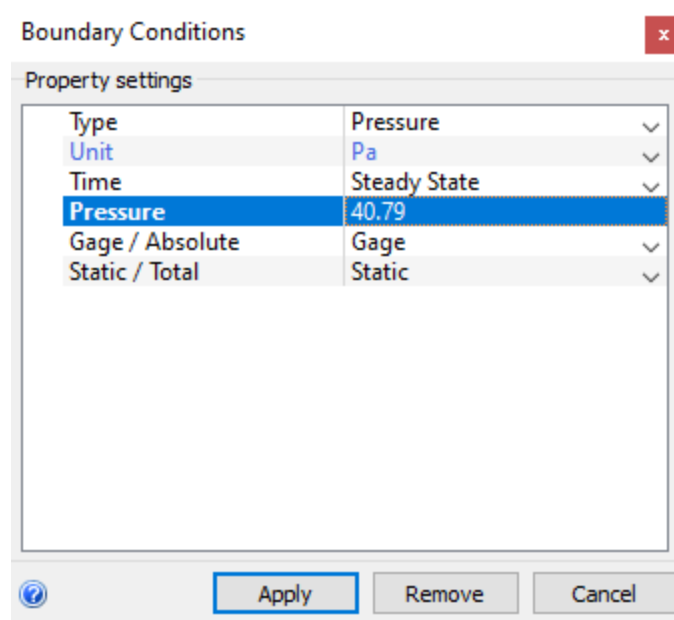 Boundary Conditions
x
Property settings
Type Pressure
Unit Pa
Time Steady State
Pressure 40.79
Gage / Absolute Gage
Static / Total Static
? Apply Remove Cancel